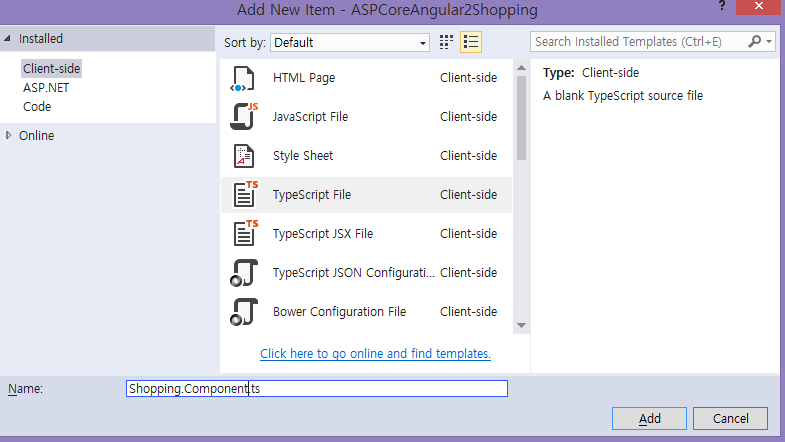 Add New Item - ASPCoreAngular2Shopping
?
Installed
Client-side
ASP.NET
Code
Online
Sort by: Default
Search Installed Templates (Ctrl+E)
HTML Page Client-side
JS
JavaScript File Client-side
Style Sheet Client-side
TS
TypeScript File Client-side
TS
TypeScript JSX File Client-side
TypeScript JSON Configurati... Client-side
Bower Configuration File Client-side
Click here to go online and find templates.
Type: Client-side
A blank TypeScript source file
Name: Shopping.Component.ts
Add Cancel